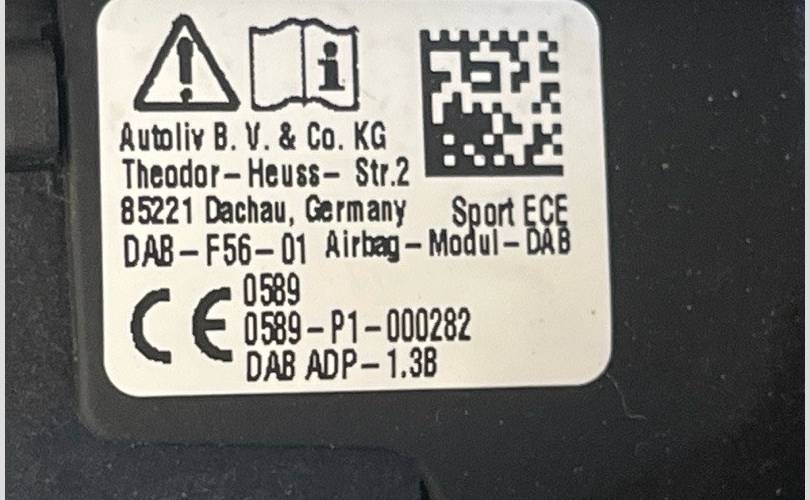 Autoliv B. V. & Co. KG
Theodor-Heuss- Str.2
85221 Dachau, Germany Sport ECE
DAB-F56-01 Airbag-Modul-DAB
CE 0589
0589-P1-000282
DAB ADP-1.3B